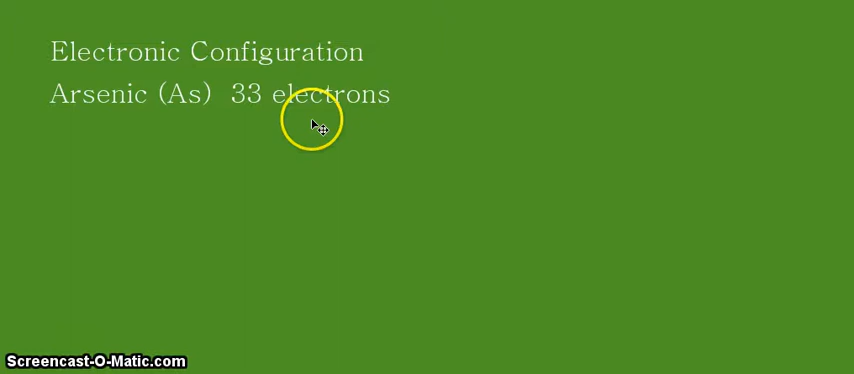 Electronic Configuration
Arsenic (As) 33 electrons
Screencast-O-Matic.com